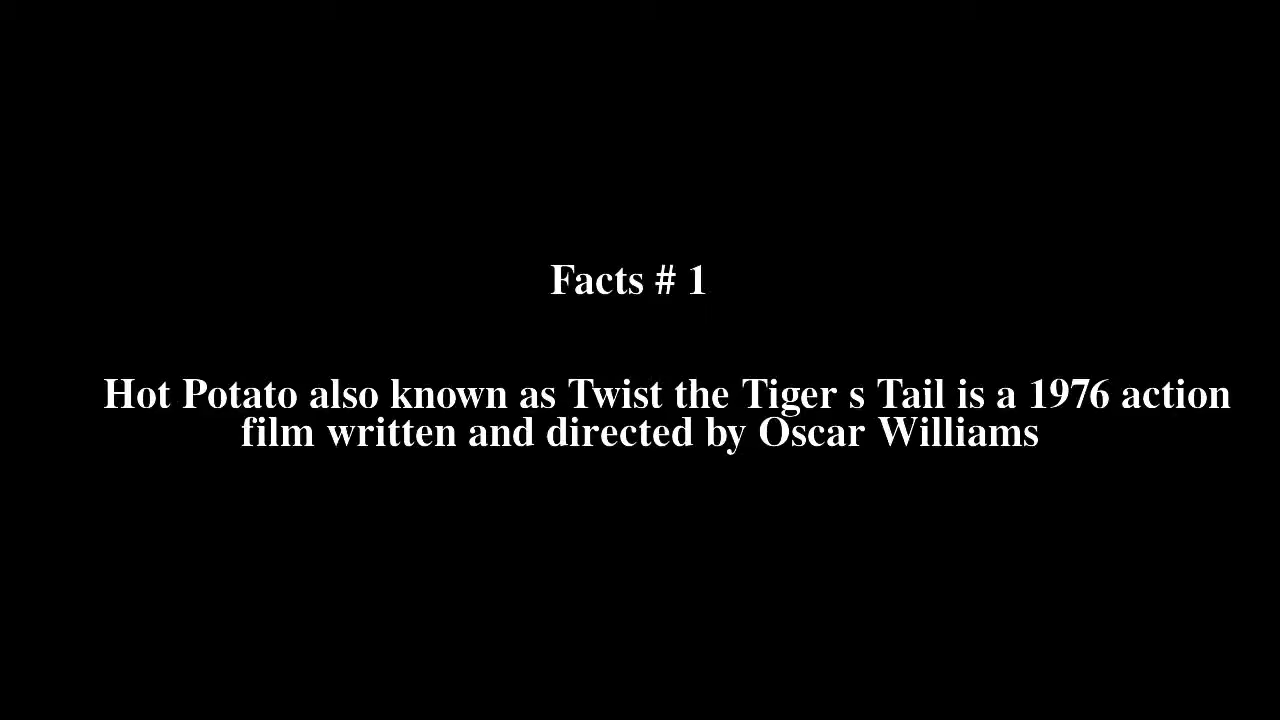 Facts # 1
Hot Potato also known as Twist the Tiger s Tail is a 1976 action
film written and directed by Oscar Williams